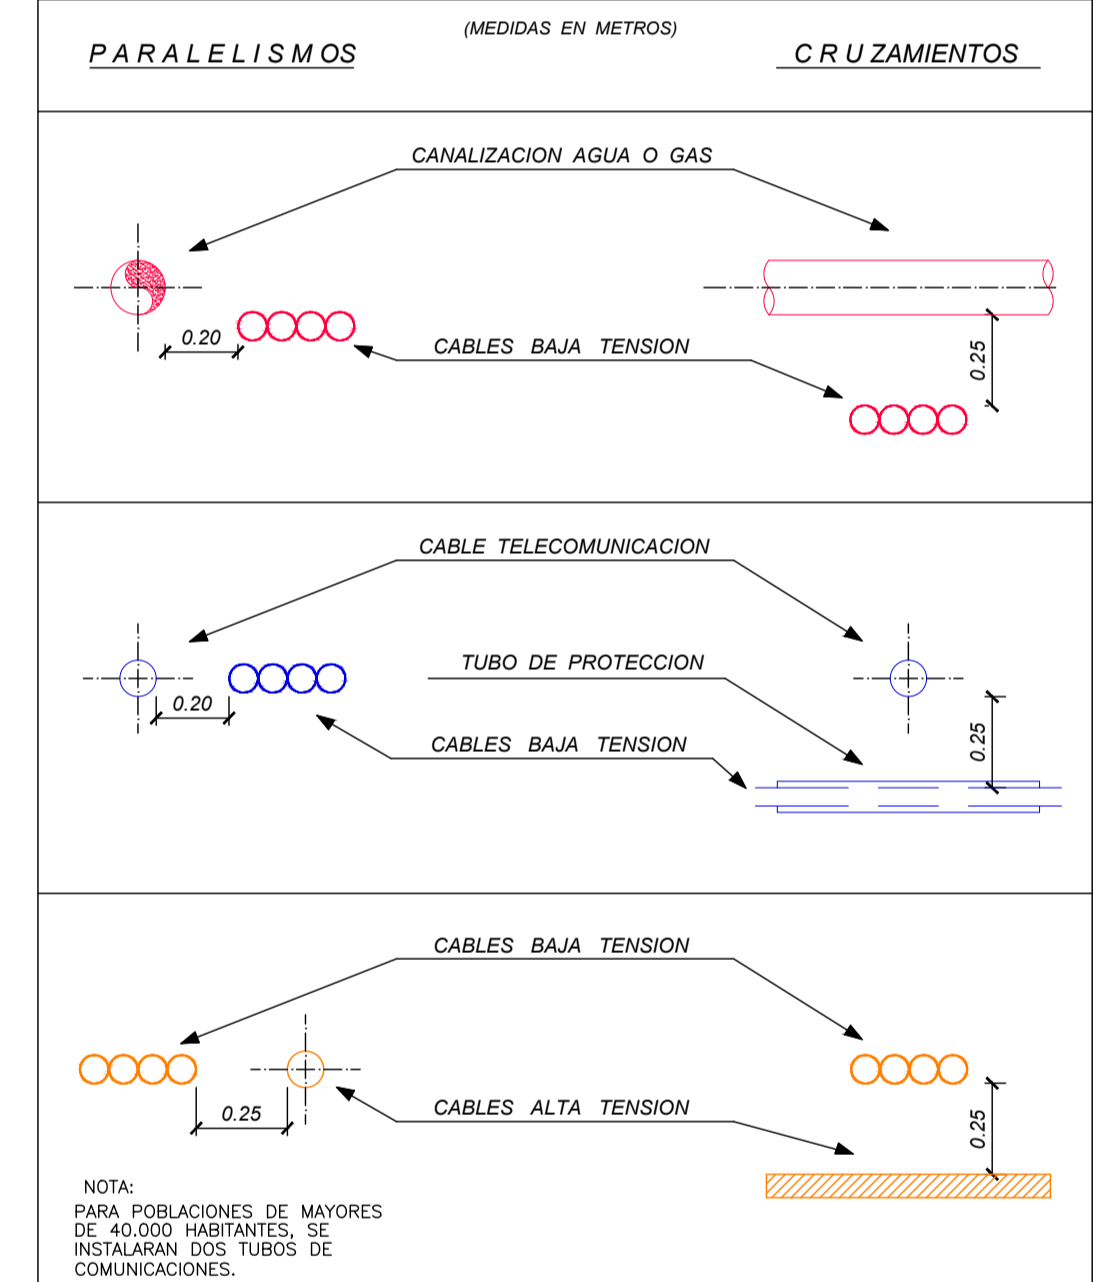 (MEDIDAS EN METROS)
PARALELISMOS
CRUZAMIENTOS
CANALIZACION AGUA O GAS
0.20
CABLES BAJA TENSION
0.25
CABLE TELECOMUNICACION
TUBO DE PROTECCION
0.20
CABLES BAJA TENSION
0.25
CABLES BAJA TENSION
0.25
CABLES ALTA TENSION
0.25
NOTA:
PARA POBLACIONES DE MAYORES
DE 40.000 HABITANTES, SE
INSTALARAN DOS TUBOS DE
COMUNICACIONES.